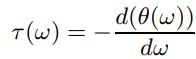 τ(ω) = − d(θ(ω)) / dω